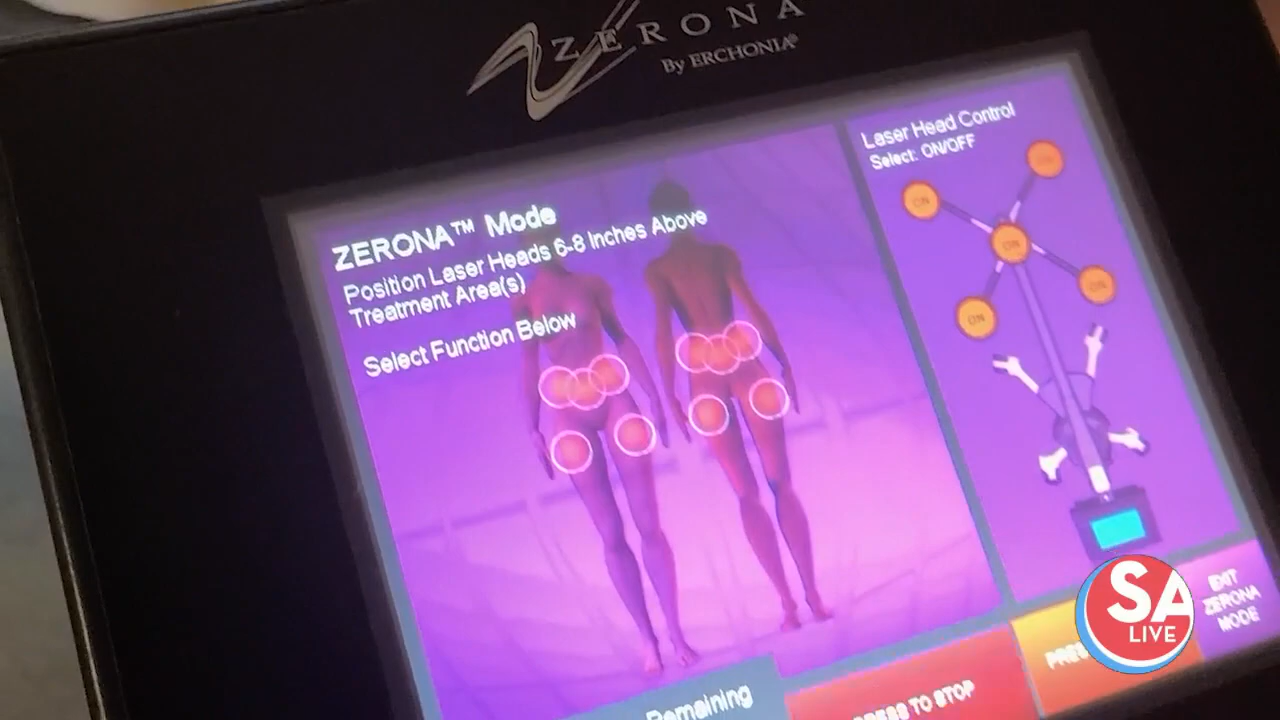 ZERONA
By ERCHONIA®
ZERONA™ Mode
Position Laser Heads 6-8 Inches Above
Treatment Area(s)
Select Function Below
Laser Head Control
Select: ON/OFF
ON
ON
ON
ON
ON
Remaining
PRESS TO STOP
EXIT
ZERONA
MODE
SA
LIVE